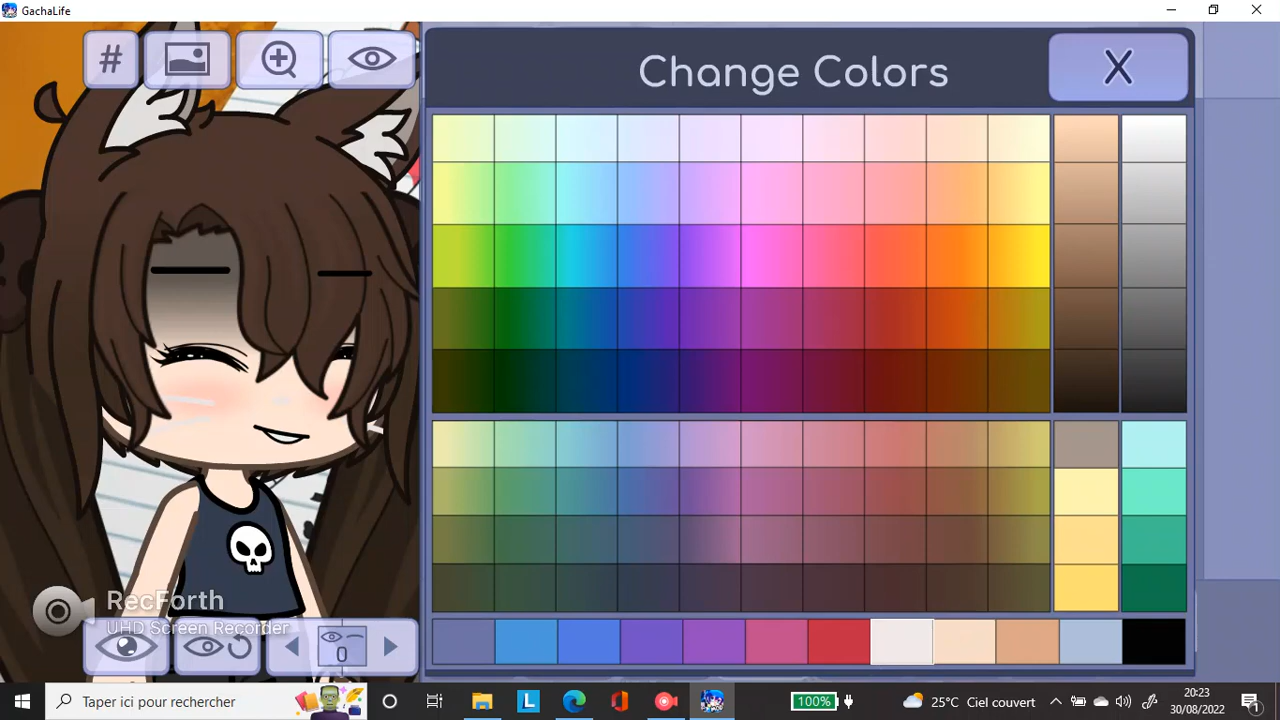 GachaLife
#
Change Colors
X
RecForth
UHD Screen Recorder
0
Taper ici pour rechercher
L
100%
25°C Ciel couvert
20:23
30/08/2022
1